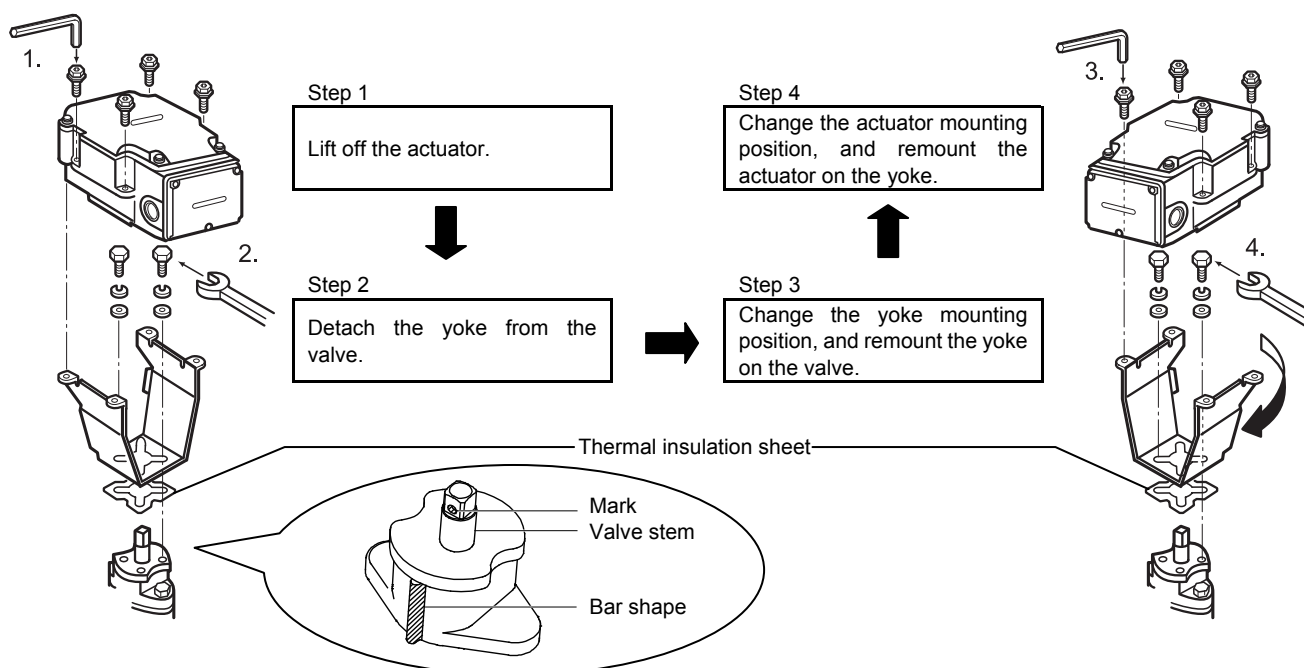 1.
Step 1
Lift off the actuator.
2.
Step 2
Detach the yoke from the
valve.
Step 3
Change the yoke mounting
position, and remount the yoke
on the valve.
Step 4
Change the actuator mounting
position, and remount the
actuator on the yoke.
3.
4.
Thermal insulation sheet
Mark
Valve stem
Bar shape